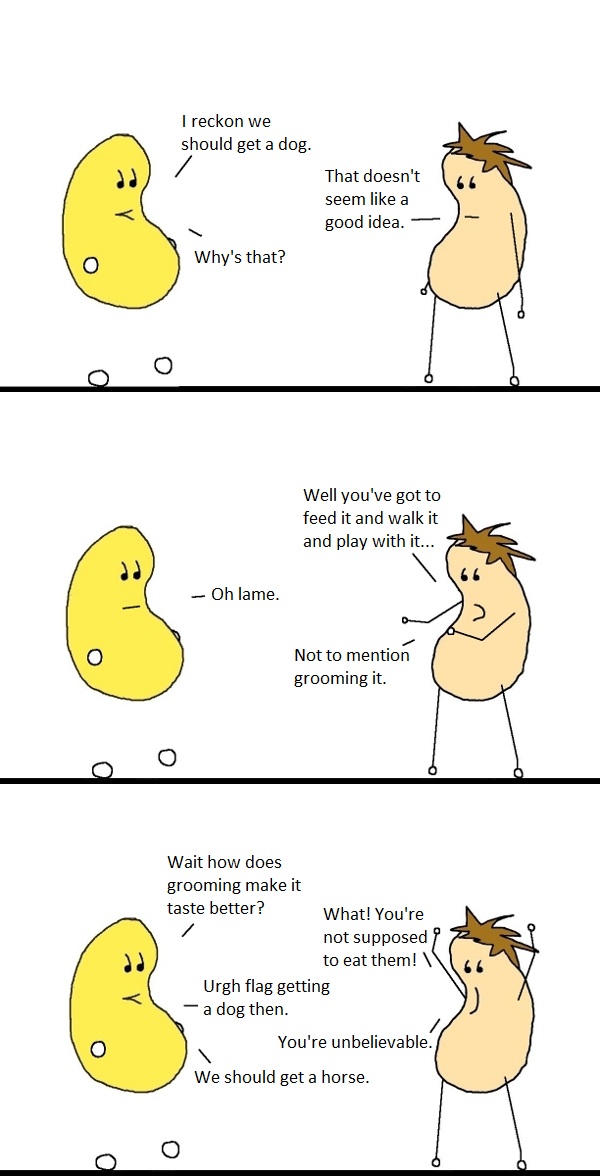 I reckon we
should get a dog.
That doesn't
seem like a
good idea.
Why's that?
Well you've got to
feed it and walk it
and play with it...
Oh lame.
Not to mention
grooming it.
Wait how does
grooming make it
taste better?
What! You're
not supposed
to eat them!
Urgh flag getting
a dog then.
You're unbelievable.
We should get a horse.